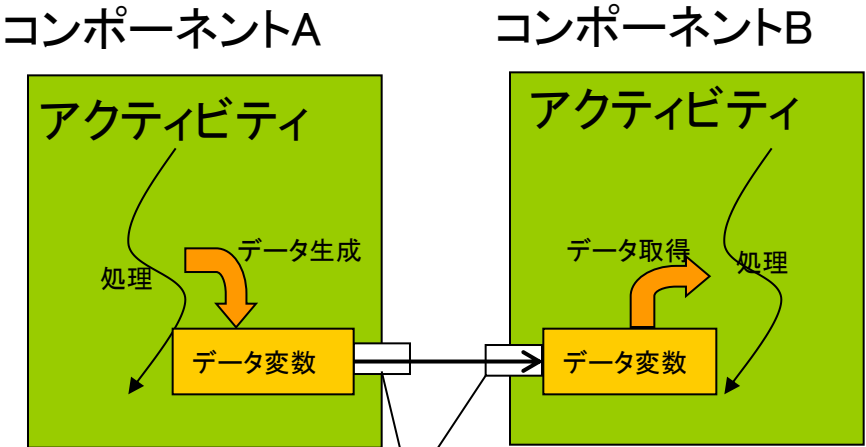 コンポーネントA
コンポーネントB
アクティビティ
アクティビティ
データ生成
データ取得
処理
処理
データ変数
データ変数